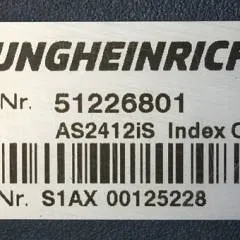 UNGHEINRICH
Nr. 51226801
AS2412iS Index C
Nr. S1AX 00125228